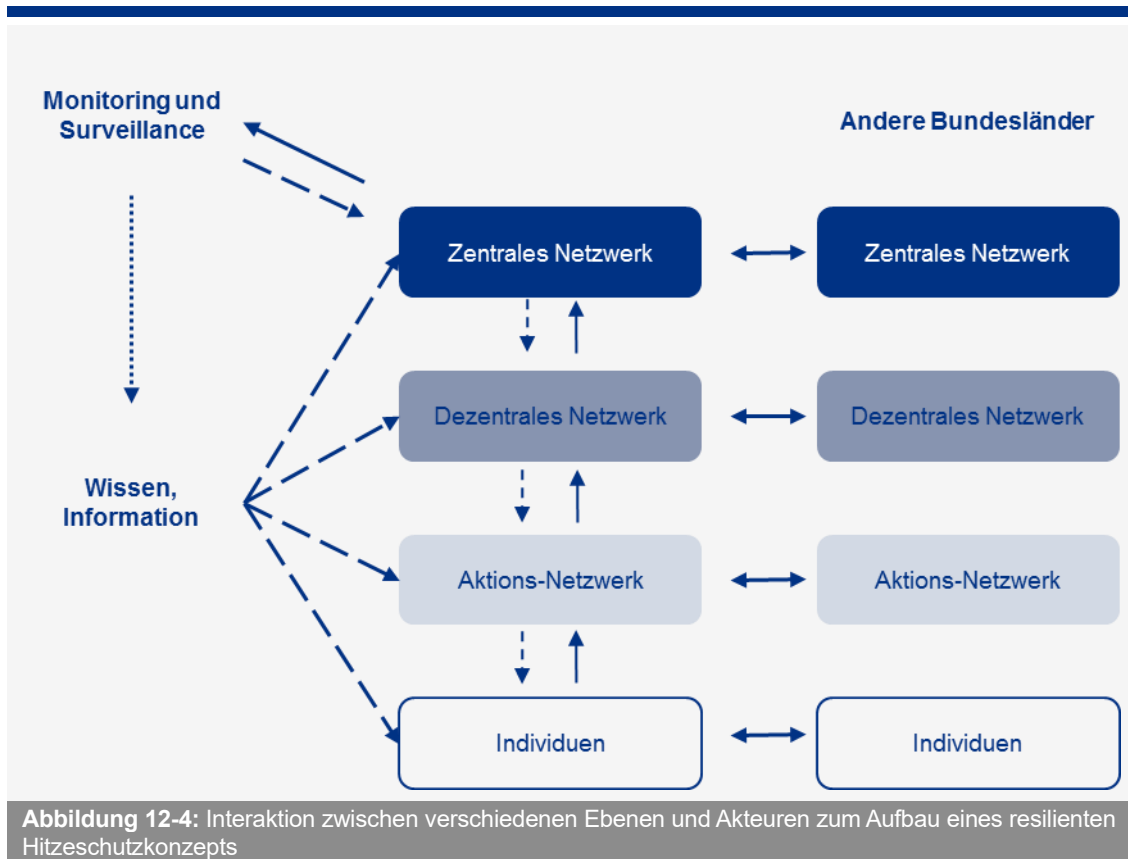 Monitoring und
Surveillance
Andere Bundesländer
Zentrales Netzwerk
Zentrales Netzwerk
Dezentrales Netzwerk
Dezentrales Netzwerk
Wissen,
Information
Aktions-Netzwerk
Aktions-Netzwerk
Individuen
Individuen
Abbildung 12-4: Interaktion zwischen verschiedenen Ebenen und Akteuren zum Aufbau eines resilienten
Hitzeschutzkonzepts